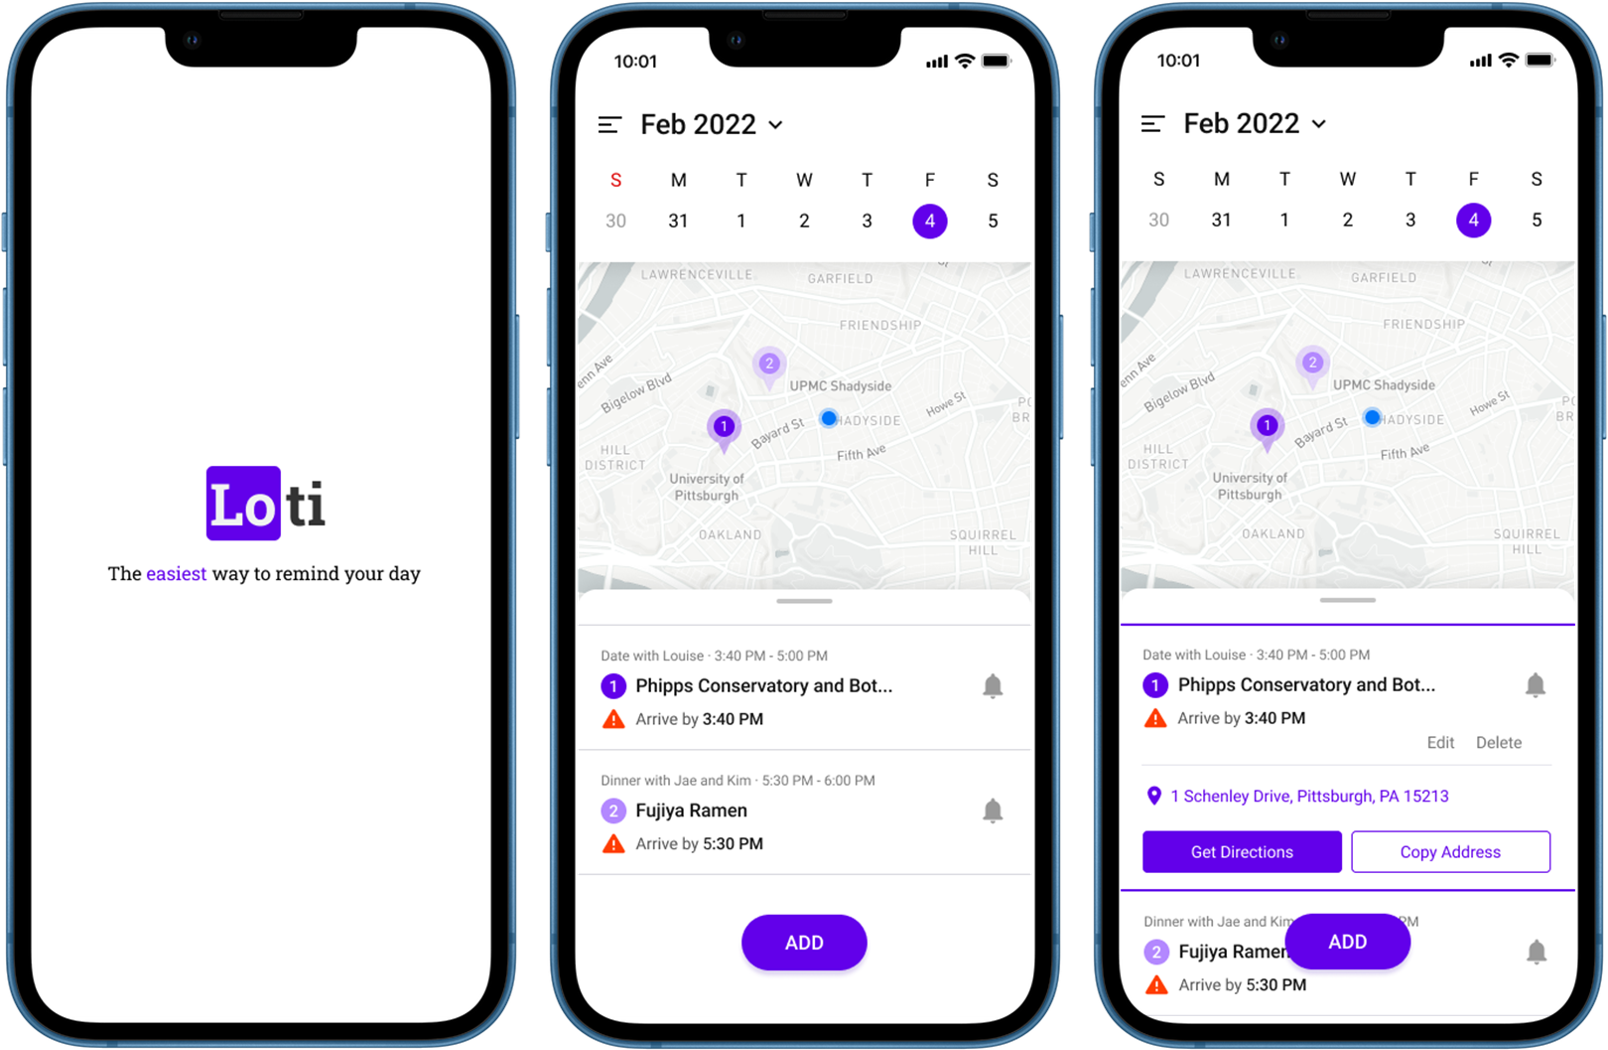 Loti
The easiest way to remind your day
10:01
Feb 2022
S M T W T F S
30 31 1 2 3 4 5
LAWRENCEVILLE
GARFIELD
FRIENDSHIP
enn Ave
Bigelow Blvd
2
UPMC Shadyside
Howe St
1
Bayard St
HADYSIDE
Fifth Ave
HILL
DISTRICT
University of
Pittsburgh
OAKLAND
SQUIRREL
HILL
Date with Louise · 3:40 PM - 5:00 PM
1 Phipps Conservatory and Bot...
Arrive by 3:40 PM
Dinner with Jae and Kim · 5:30 PM - 6:00 PM
2 Fujiya Ramen
Arrive by 5:30 PM
ADD
10:01
Feb 2022
S M T W T F S
30 31 1 2 3 4 5
LAWRENCEVILLE
GARFIELD
FRIENDSHIP
enn Ave
Bigelow Blvd
2
UPMC Shadyside
Howe St
1
Bayard St
HADYSIDE
Fifth Ave
HILL
DISTRICT
University of
Pittsburgh
OAKLAND
SQUIRREL
HILL
Date with Louise · 3:40 PM - 5:00 PM
1 Phipps Conservatory and Bot...
Arrive by 3:40 PM
Edit Delete
1 Schenley Drive, Pittsburgh, PA 15213
Get Directions Copy Address
Dinner with Jae and Kim PM
2 Fujiya Ramen
ADD
Arrive by 5:30 PM